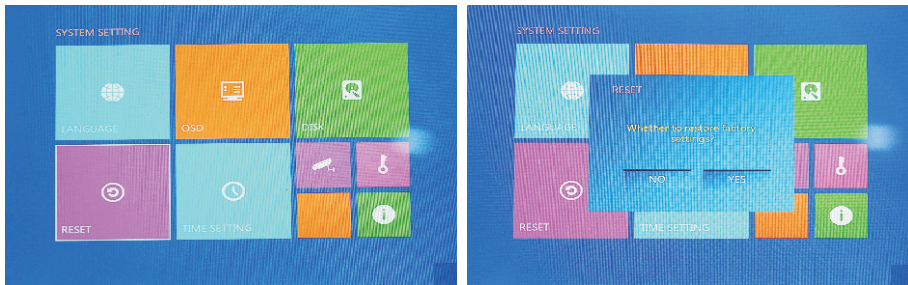 SYSTEM SETTING
LANGUAGE
OSD
DISK
RESET
TIME SETTING
SYSTEM SETTING
LANGUAGE
RESET
Whether to restore factory
settings?
NO
YES
RESET
TIME SETTING